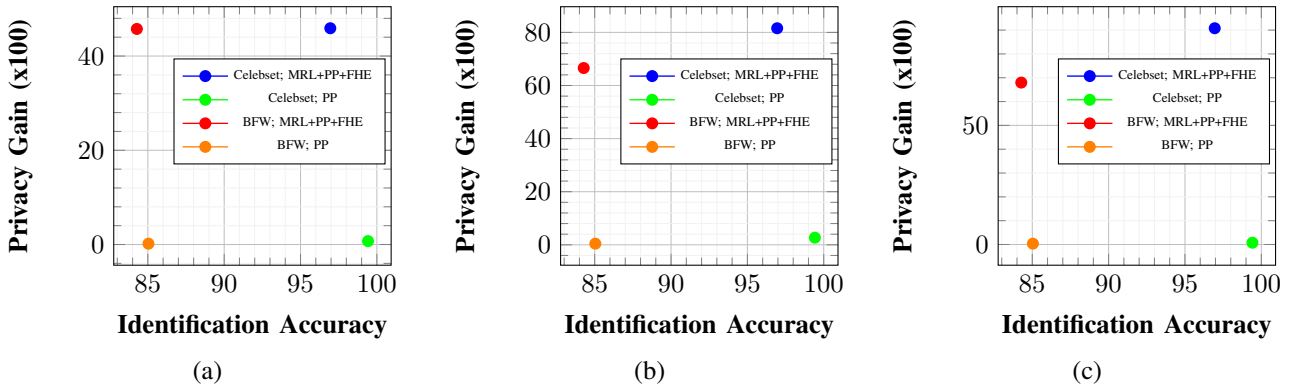 Privacy Gain (x100)
40
20
0
Celebset; MRL+PP+FHE
Celebset; PP
BFW; MRL+PP+FHE
BFW; PP
85 90 95 100
Identification Accuracy
(a)
Privacy Gain (x100)
80
60
40
20
0
Celebset; MRL+PP+FHE
Celebset; PP
BFW; MRL+PP+FHE
BFW; PP
85 90 95 100
Identification Accuracy
(b)
Privacy Gain (x100)
50
0
Celebset; MRL+PP+FHE
Celebset; PP
BFW; MRL+PP+FHE
BFW; PP
85 90 95 100
Identification Accuracy
(c)